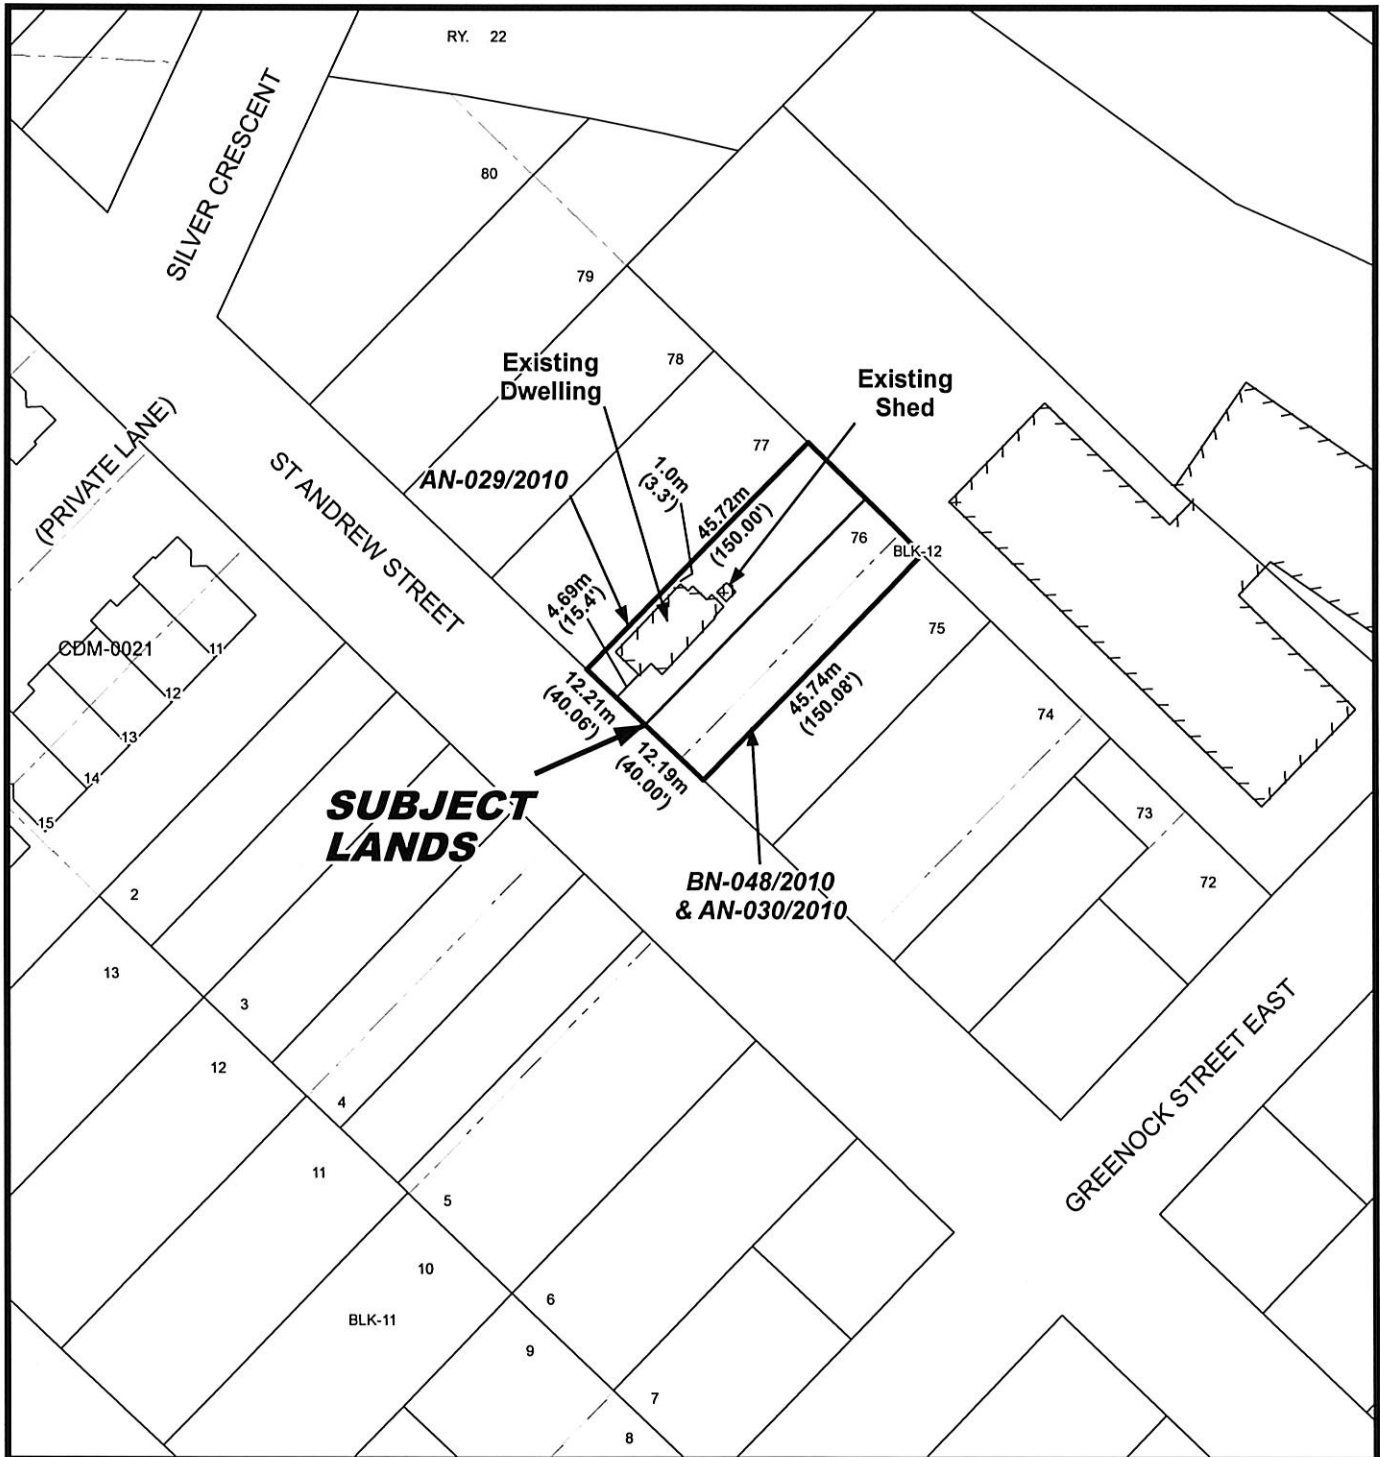 RY. 22
SILVER CRESCENT
80
79
78
Existing
Dwelling
Existing
Shed
77
(PRIVATE LANE)
ST ANDREW STREET
AN-029/2010
1.0m
(3.3')
45.72m
(150.00')
76
BLK-12
4.69m
(15.4')
75
CDM-0021
11
12
13
14
15
12.21m
(40.06')
45.74m
(150.08')
74
12.19m
(40.00')
SUBJECT
LANDS
73
72
BN-048/2010
& AN-030/2010
2
13
3
12
4
11
5
GREENOCK STREET EAST
10
6
BLK-11
9
7
8